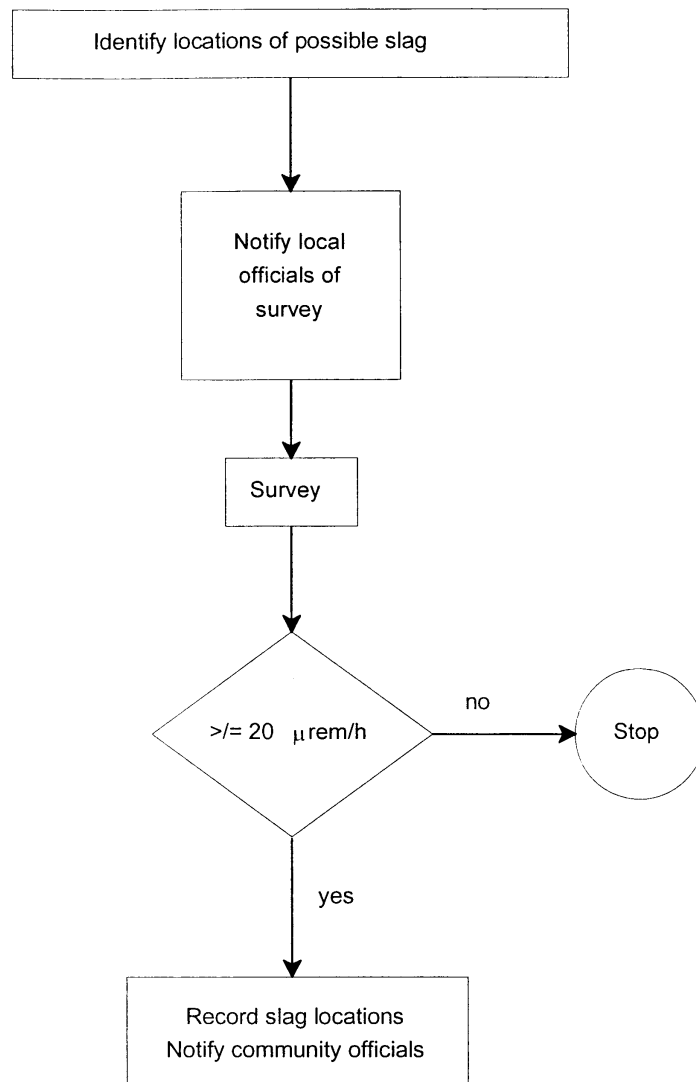 Identify locations of possible slag
Notify local
officials of
survey
Survey
>/= 20 μrem/h
no
Stop
yes
Record slag locations
Notify community officials